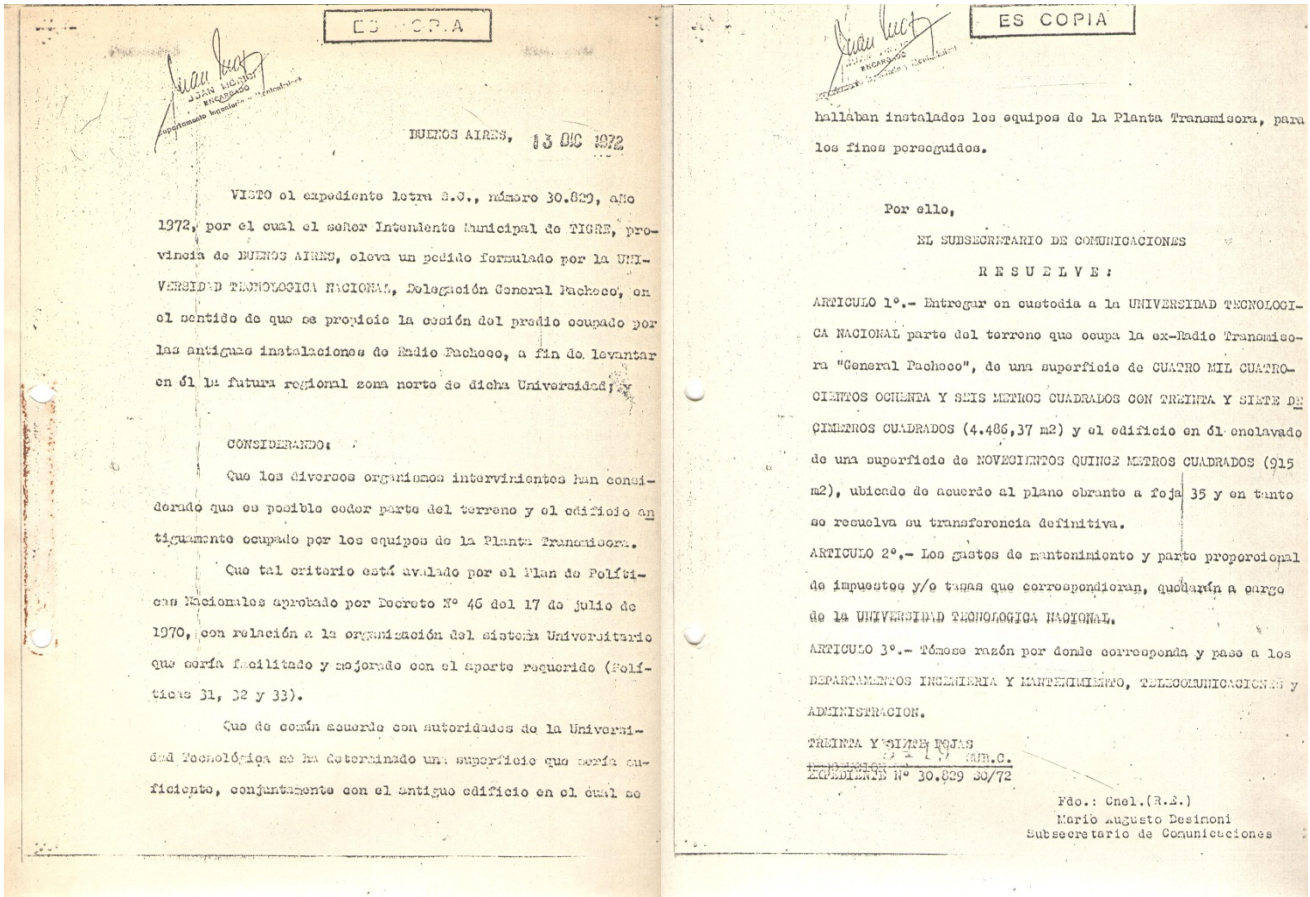 ES COPIA
JUAN LICA
ENCARGADO
Departamento Ingeniería y Mantenimiento
BUENOS AIRES, 13 DIC 1972
VISTO el expediente letra S.C., número 30.829, año
1972, por el cual el señor Intendente Municipal de TIGRE, pro-
vincia de BUENOS AIRES, eleva un pedido formulado por la UNI-
VERSIDAD TECNOLOGICA NACIONAL, Delegación General Pacheco, en
el sentido de que se propicie la cesión del predio ocupado por
las antiguas instalaciones de Radio Pacheco, a fin de levantar
en él la futura regional zona norte de dicha Universidad; y
CONSIDERANDO:
Que los diversos organismos intervinientes han consi-
derado que es posible ceder parte del terreno y el edificio an
tiguamente ocupado por los equipos de la Planta Transmisora.
Que tal criterio está avalado por el Plan de Políti-
cas Nacionales aprobado por Decreto Nº 46 del 17 de julio de
1970, con relación a la organización del sistema Universitario
que sería facilitado y mejorado con el aporte requerido (Polí-
ticas 31, 32 y 33).
Que de común acuerdo con autoridades de la Universi-
dad Tecnológica se ha determinado una superficie que sería su-
ficiente, conjuntamente con el antiguo edificio en el cual se
ES COPIA
ENCARGADO
Departamento Ingeniería y Mantenimiento
hallaban instalados los equipos de la Planta Transmisora, para
los fines perseguidos.
Por ello,
EL SUBSECRETARIO DE COMUNICACIONES
RESUELVE:
ARTICULO 1º.- Entregar en custodia a la UNIVERSIDAD TECNOLOGI-
CA NACIONAL parte del terreno que ocupa la ex-Radio Transmiso-
ra "General Pacheco", de una superficie de CUATRO MIL CUATRO-
CIENTOS OCHENTA Y SEIS METROS CUADRADOS CON TREINTA Y SIETE DE
CIMETROS CUADRADOS (4.486,37 m2) y el edificio en él enclavado
de una superficie de NOVECIENTOS QUINCE METROS CUADRADOS (915
m2), ubicado de acuerdo al plano obrante a foja 35 y en tanto
se resuelva su transferencia definitiva.
ARTICULO 2º.- Los gastos de mantenimiento y parte proporcional
de impuestos y/o tasas que correspondieran, quedarán a cargo
de la UNIVERSIDAD TECNOLOGICA NACIONAL.
ARTICULO 3º.- Tómese razón por donde corresponda y pase a los
DEPARTAMENTOS INGENIERIA Y MANTENIMIENTO, TELECOMUNICACIONES y
ADMINISTRACION.
TREINTA Y SIETE FOJAS
RESOLUCION SUB.C.
EXPEDIENTE Nº 30.829 SC/72
Fdo.: Cnel.(R.E.)
Mario Augusto Desimoni
Subsecretario de Comunicaciones